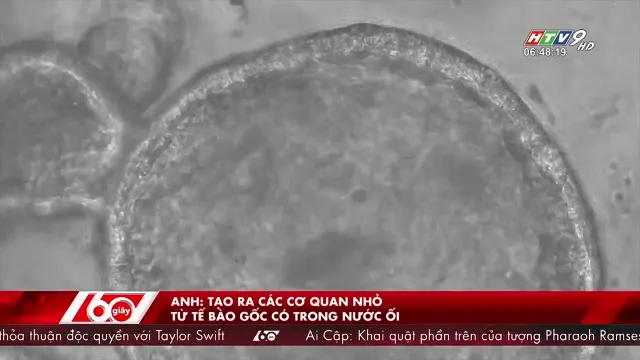 HTV9 HD
06:48:19
60 giây
ANH: TẠO RA CÁC CƠ QUAN NHỎ
TỪ TẾ BÀO GỐC CÓ TRONG NƯỚC ỐI
thỏa thuận độc quyền với Taylor Swift 60 Ai Cập: Khai quật phần trên của tượng Pharaoh Ramse